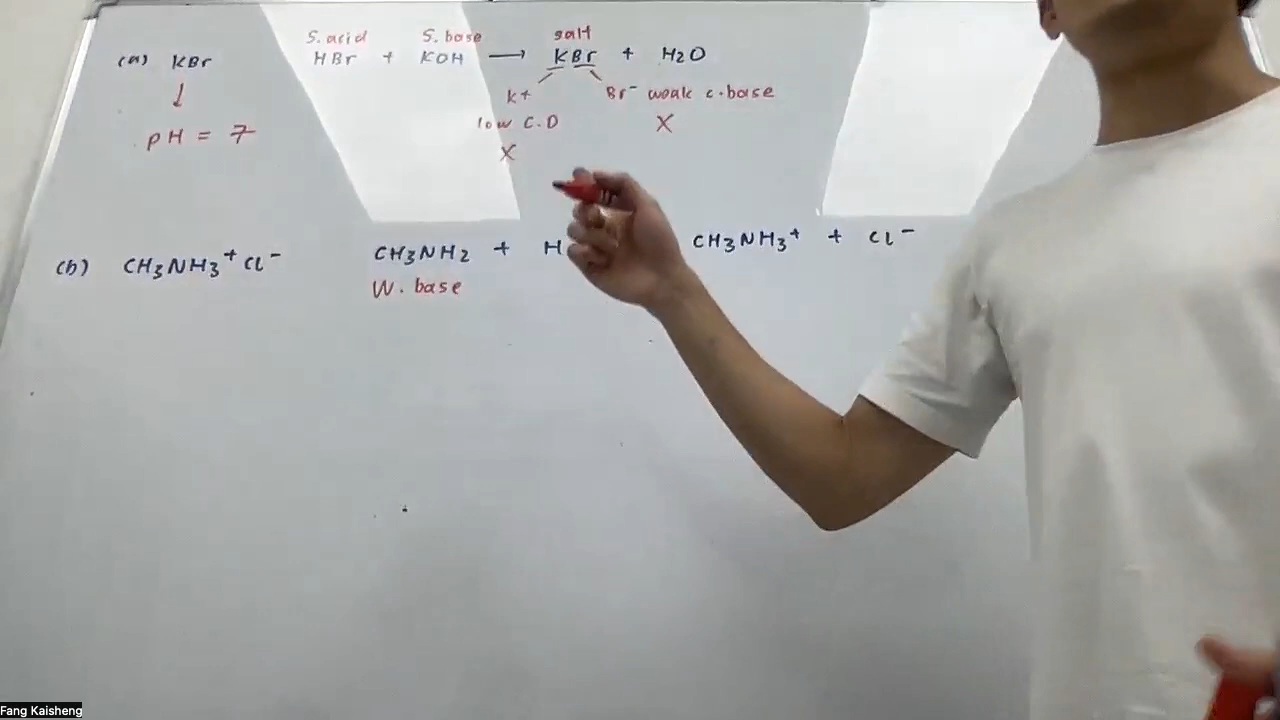 S. acid S. base salt
(a) KBr HBr + KOH → KBr + H2O
K+ Br⁻ weak c.base
pH = 7 low C.D X
X
(b) CH3NH3⁺Cl⁻ CH3NH2 + H CH3NH3⁺ + Cl⁻
W. base
Fang Kaisheng